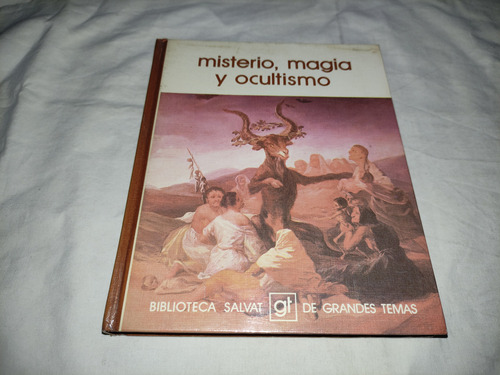 misterio, magia
y ocultismo
BIBLIOTECA SALVAT gt DE GRANDES TEMAS